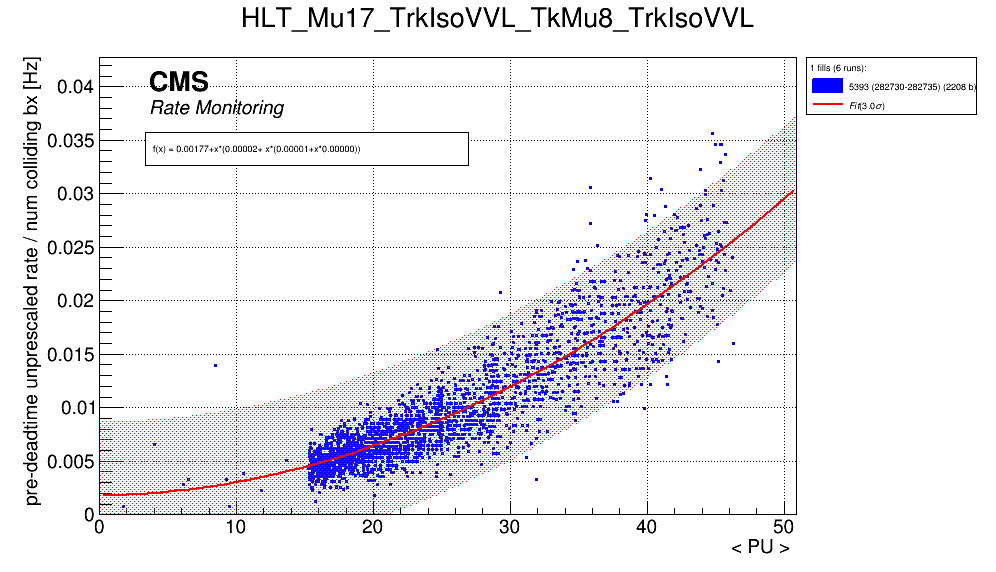 HLT_Mu17_TrkIsoVVL_TkMu8_TrkIsoVVL
pre-deadtime unprescaled rate / num colliding bx [Hz]
CMS
Rate Monitoring
f(x) = 0.00177+x*(0.00002+ x*(0.00001+x*0.00000))
1 fills (6 runs):
5393 (282730-282735) (2208 b)
Fit(3.0σ)
0.04
0.035
0.03
0.025
0.02
0.015
0.01
0.005
0
0 10 20 30 40 50
< PU >